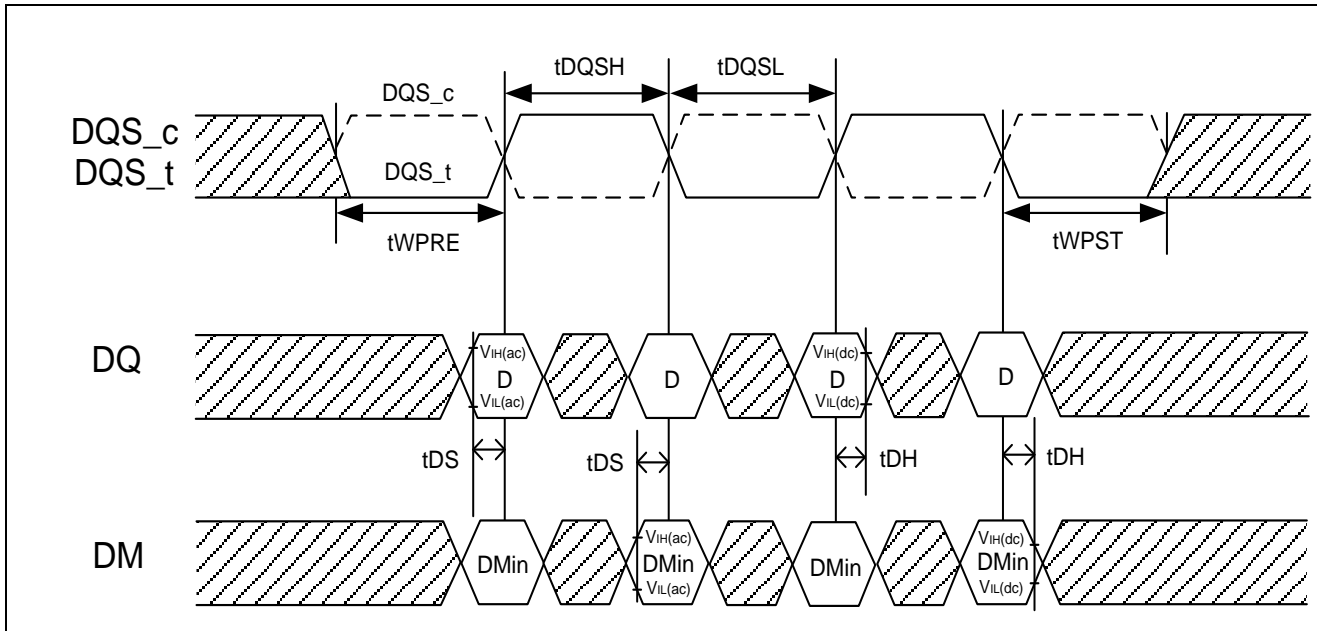 tDQSH
tDQSL
DQS_c
DQS_c
DQS_t
DQS_t
tWPRE
tWPST
DQ
VIH(ac)
D
VIL(ac)
D
VIH(dc)
D
VIL(dc)
D
tDS
tDS
tDH
tDH
DM
DMin
VIH(ac)
DMin
VIL(ac)
DMin
VIH(dc)
DMin
VIL(dc)